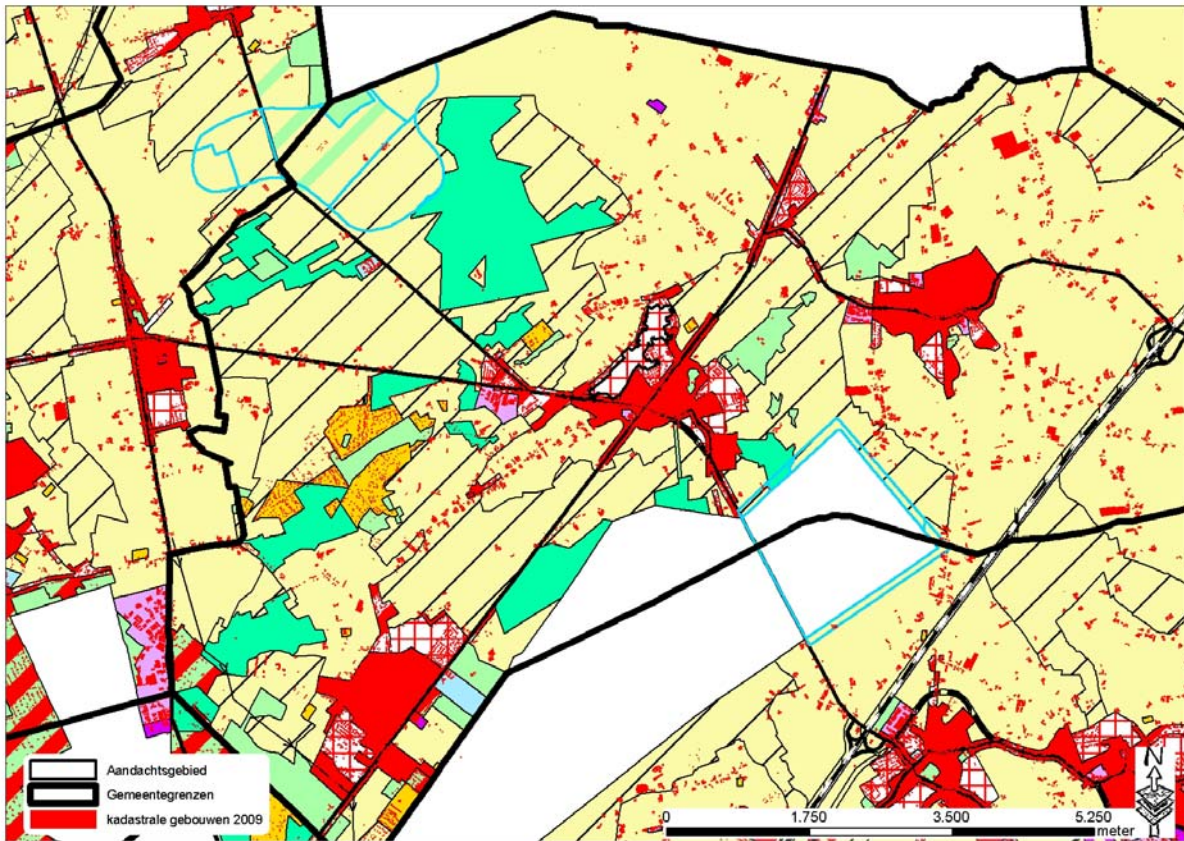 Aandachtsgebied
Gemeentegrenzen
kadastrale gebouwen 2009
0 1.750 3.500 5.250
meter
N